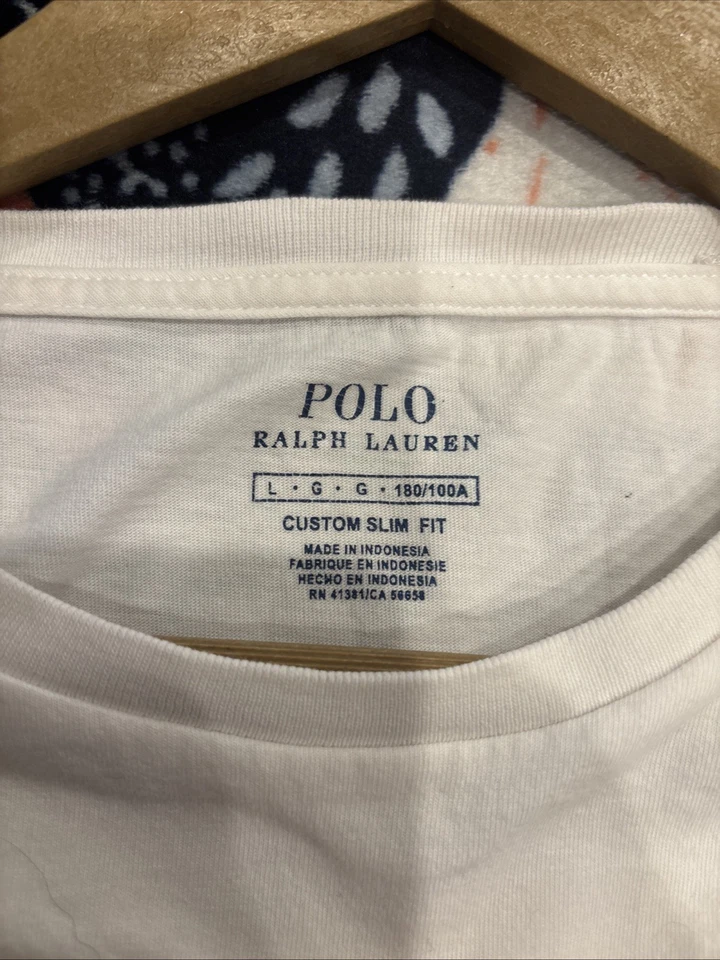 POLO
RALPH LAUREN
L · G · G · 180/100A
CUSTOM SLIM FIT
MADE IN INDONESIA
FABRIQUE EN INDONESIE
HECHO EN INDONESIA
RN 41381/CA 56658